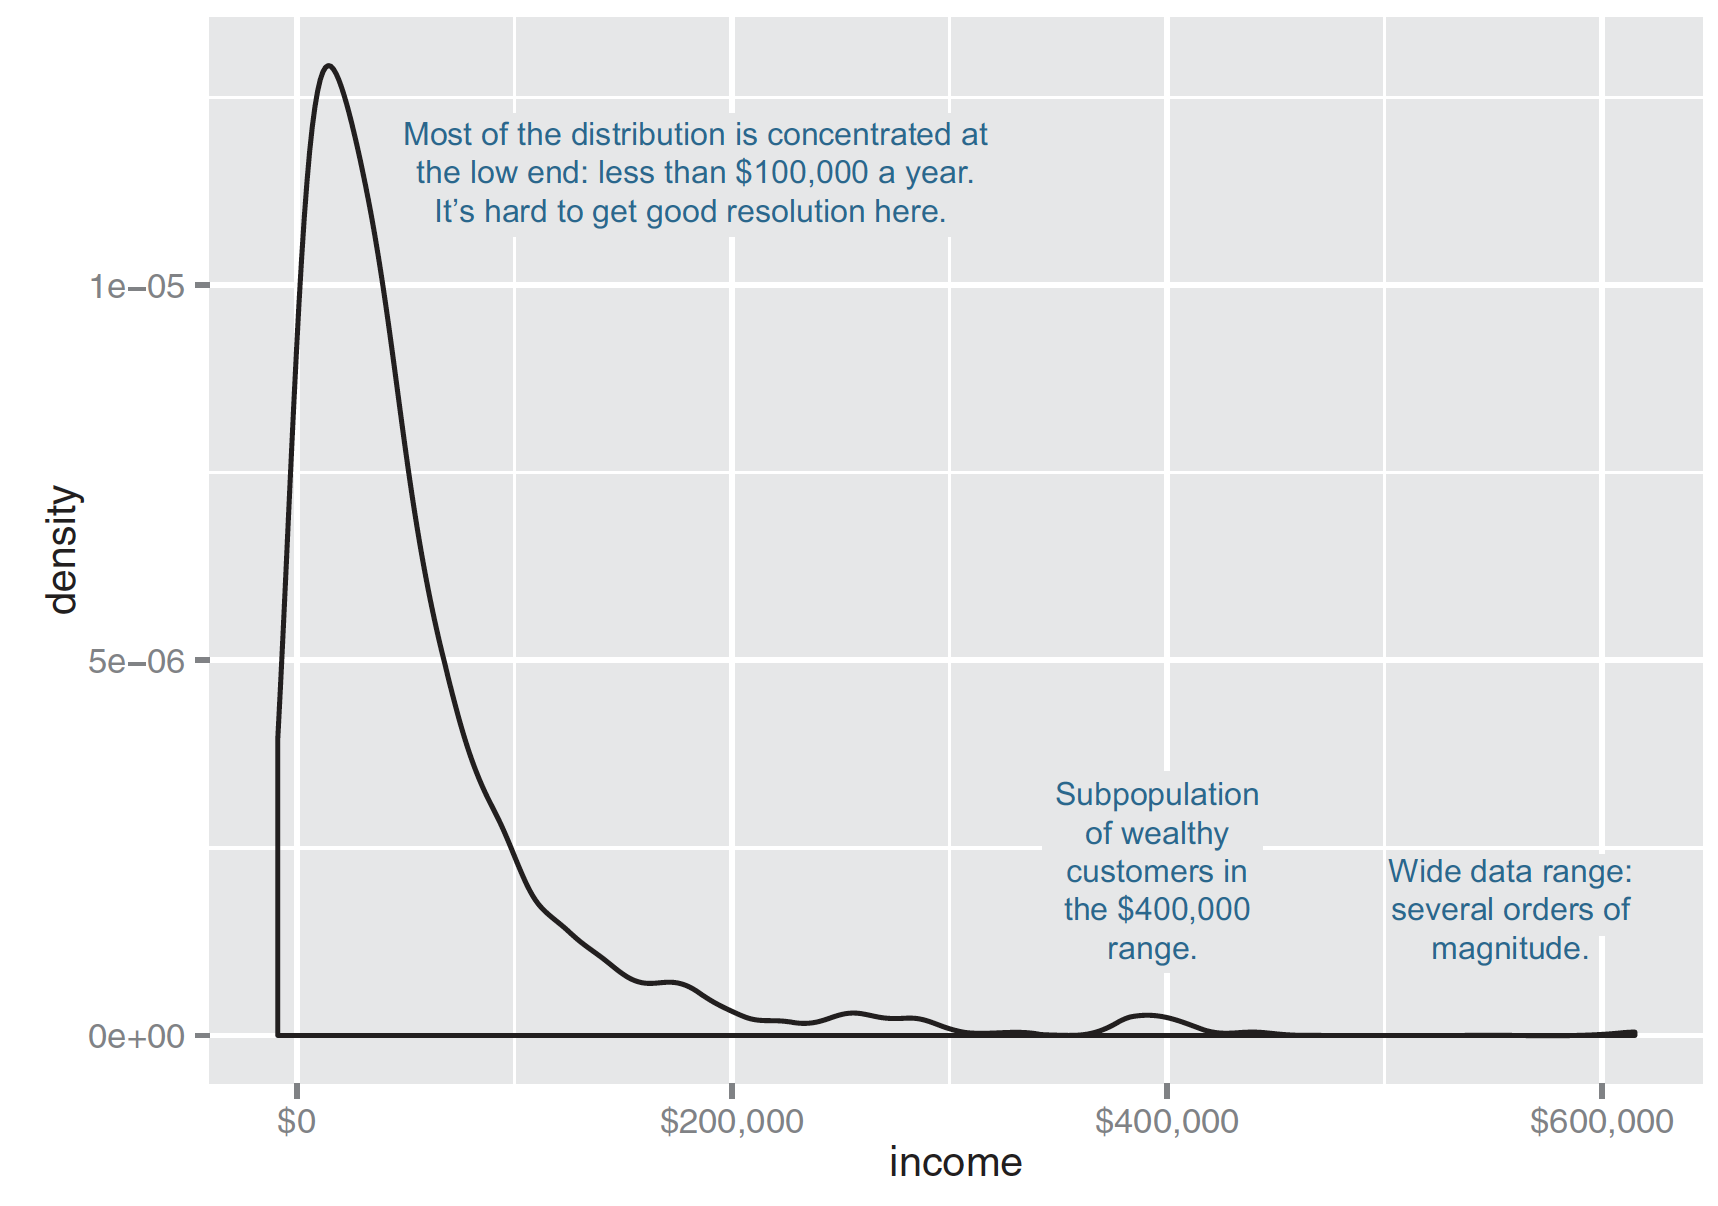 Most of the distribution is concentrated at
the low end: less than $100,000 a year.
It’s hard to get good resolution here.
1e–05
density
5e–06
Subpopulation
of wealthy
customers in
the $400,000
range.
Wide data range:
several orders of
magnitude.
0e+00
$0
$200,000
$400,000
$600,000
income